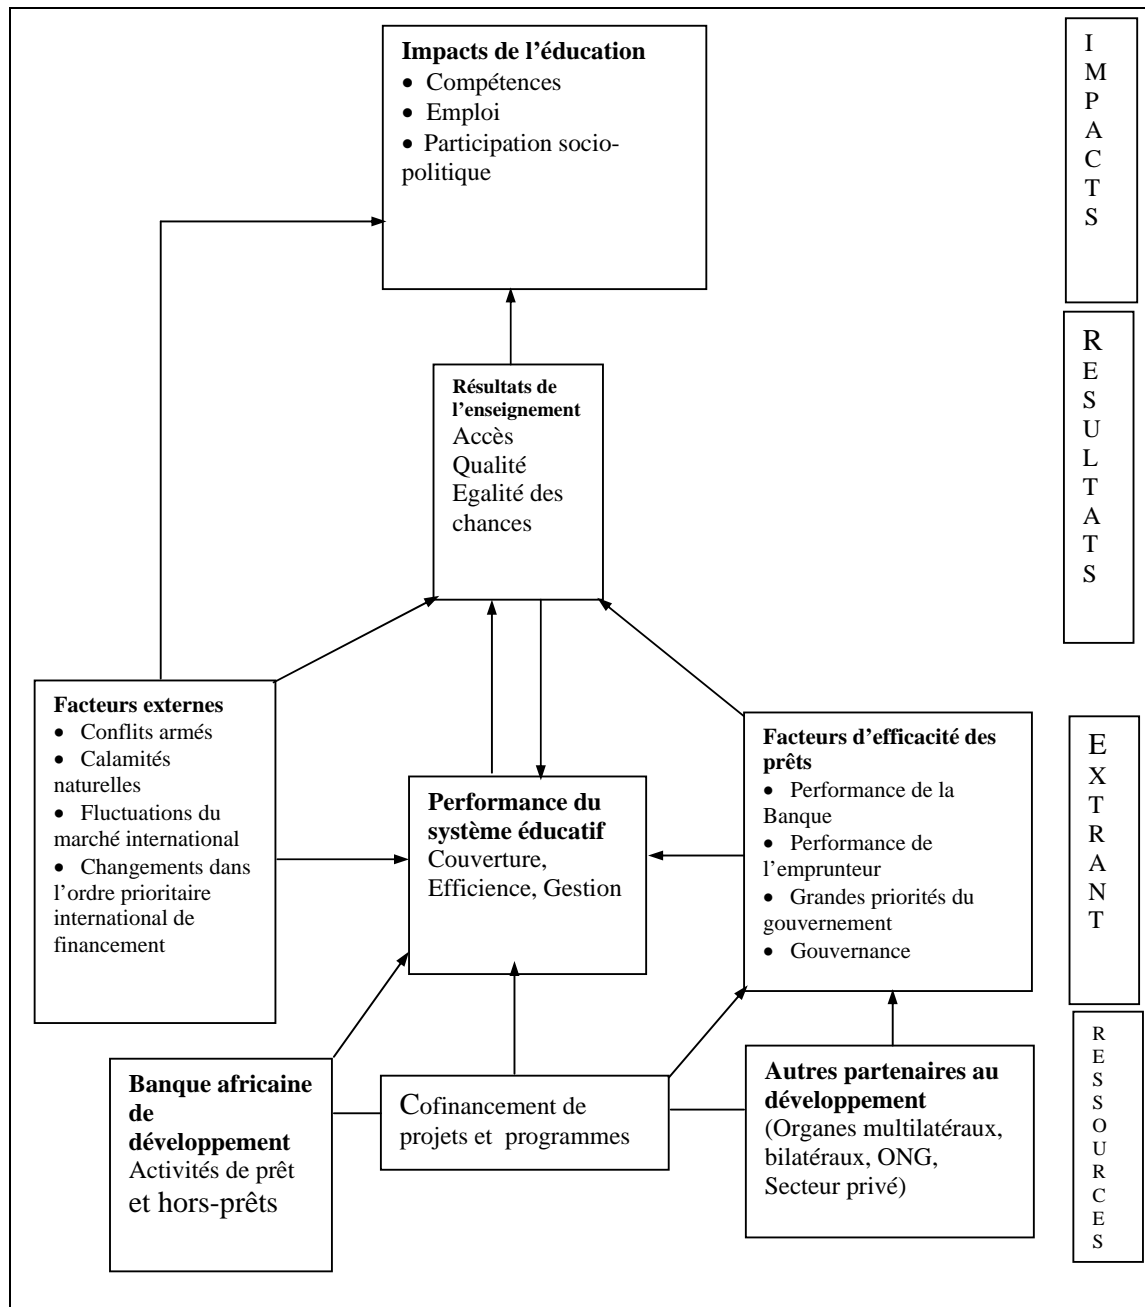 Impacts de l’éducation
• Compétences
• Emploi
• Participation socio-
politique
I
M
P
A
C
T
S
Résultats de
l’enseignement
Accès
Qualité
Egalité des
chances
R
E
S
U
L
T
A
T
S
Facteurs externes
• Conflits armés
• Calamités
naturelles
• Fluctuations du
marché international
• Changements dans
l’ordre prioritaire
international de
financement
Performance du
système éducatif
Couverture,
Efficience, Gestion
Facteurs d’efficacité des
prêts
• Performance de la
Banque
• Performance de
l’emprunteur
• Grandes priorités du
gouvernement
• Gouvernance
E
X
T
R
A
N
T
Banque africaine
de
développement
Activités de prêt
et hors-prêts
Cofinancement de
projets et programmes
Autres partenaires au
développement
(Organes multilatéraux,
bilatéraux, ONG,
Secteur privé)
R
E
S
S
O
U
R
C
E
S